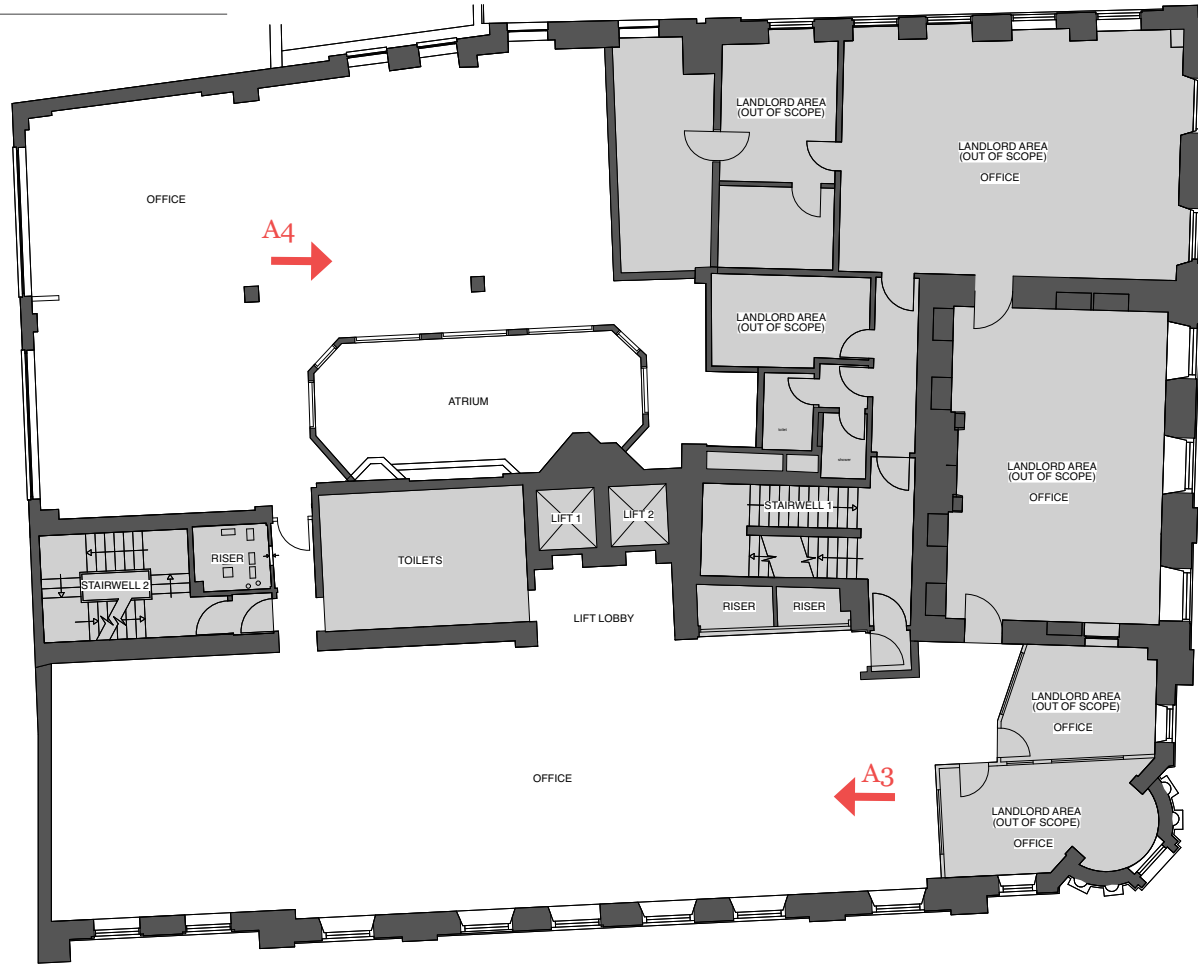 LANDLORD AREA
(OUT OF SCOPE)
LANDLORD AREA
(OUT OF SCOPE)
OFFICE
OFFICE
A4
LANDLORD AREA
(OUT OF SCOPE)
ATRIUM
toilet
shower
LANDLORD AREA
(OUT OF SCOPE)
OFFICE
STAIRWELL 1
LIFT 1
LIFT 2
TOILETS
RISER
STAIRWELL 2
RISER
RISER
LIFT LOBBY
LANDLORD AREA
(OUT OF SCOPE)
OFFICE
OFFICE
A3
LANDLORD AREA
(OUT OF SCOPE)
OFFICE